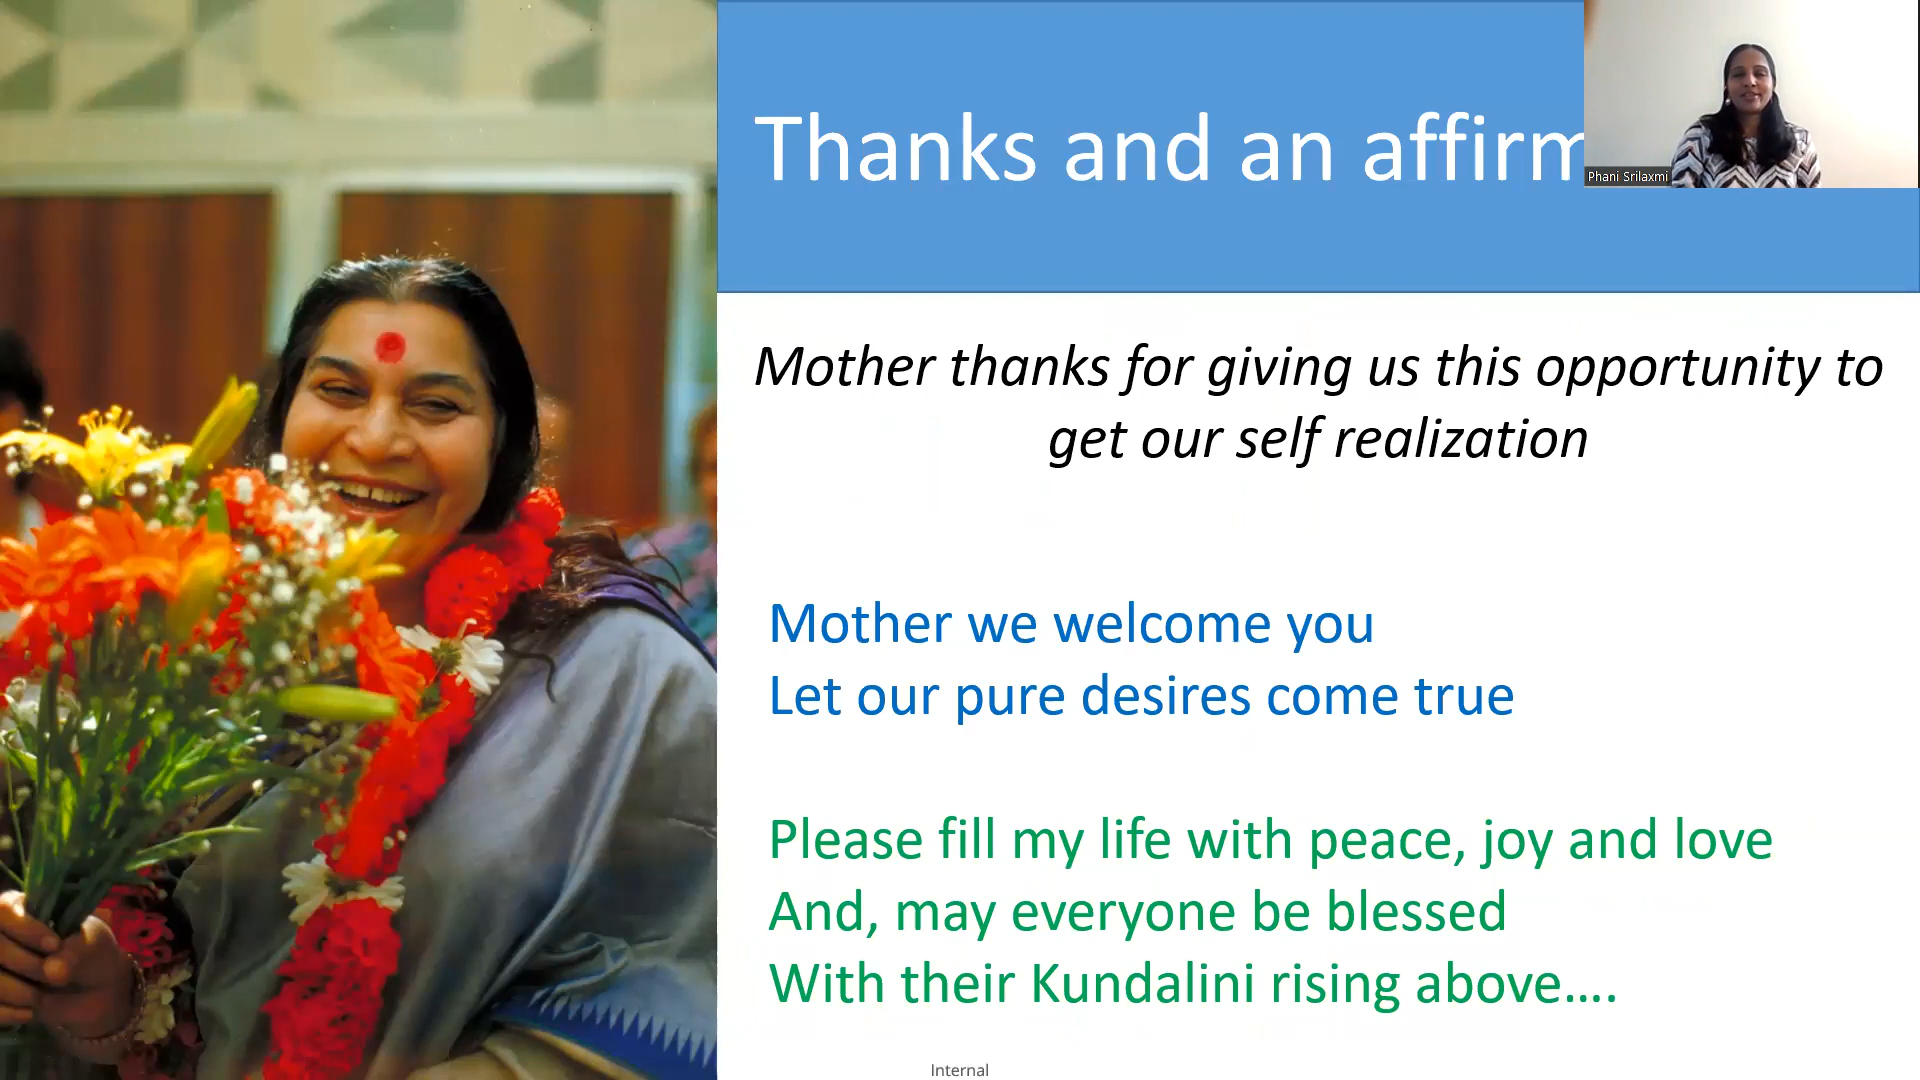 Thanks and an affirm
Phani Srilaxmi
Mother thanks for giving us this opportunity to
get our self realization
Mother we welcome you
Let our pure desires come true
Please fill my life with peace, joy and love
And, may everyone be blessed
With their Kundalini rising above....
Internal